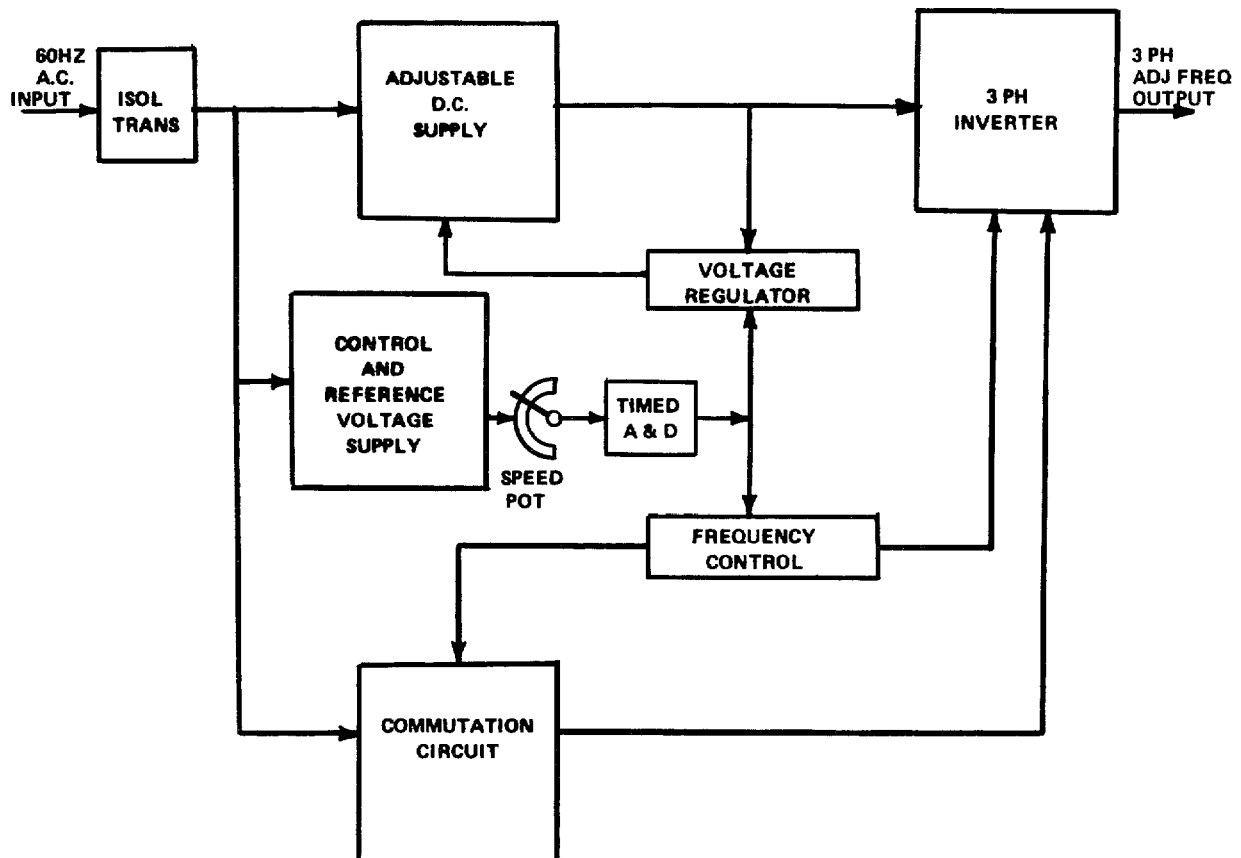 60HZ
A.C.
INPUT
ISOL
TRANS
ADJUSTABLE
D.C.
SUPPLY
3 PH
INVERTER
3 PH
ADJ FREQ
OUTPUT
VOLTAGE
REGULATOR
CONTROL
AND
REFERENCE
VOLTAGE
SUPPLY
SPEED
POT
TIMED
A & D
FREQUENCY
CONTROL
COMMUTATION
CIRCUIT